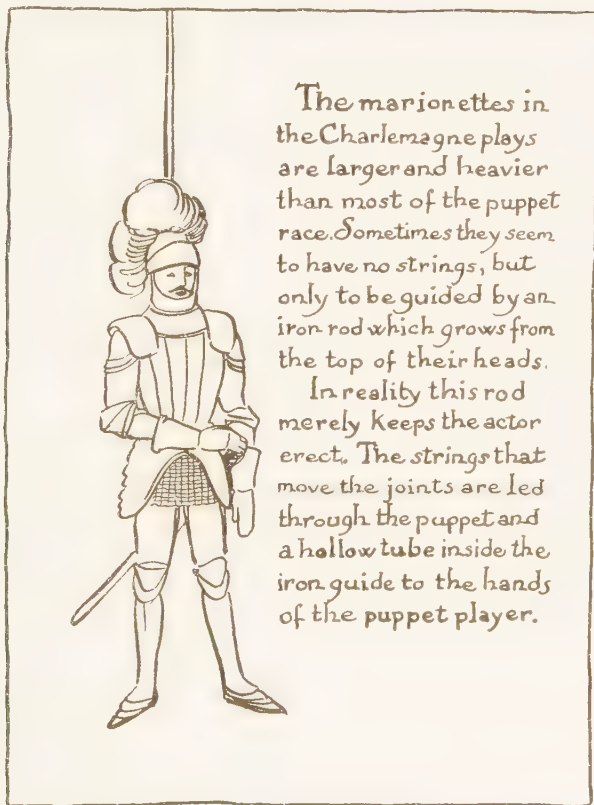 The marionettes in
the Charlemagne plays
are larger and heavier
than most of the puppet
race. Sometimes they seem
to have no strings, but
only to be guided by an
iron rod which grows from
the top of their heads.
In reality this rod
merely keeps the actor
erect. The strings that
move the joints are led
through the puppet and
a hollow tube inside the
iron guide to the hands
of the puppet player.